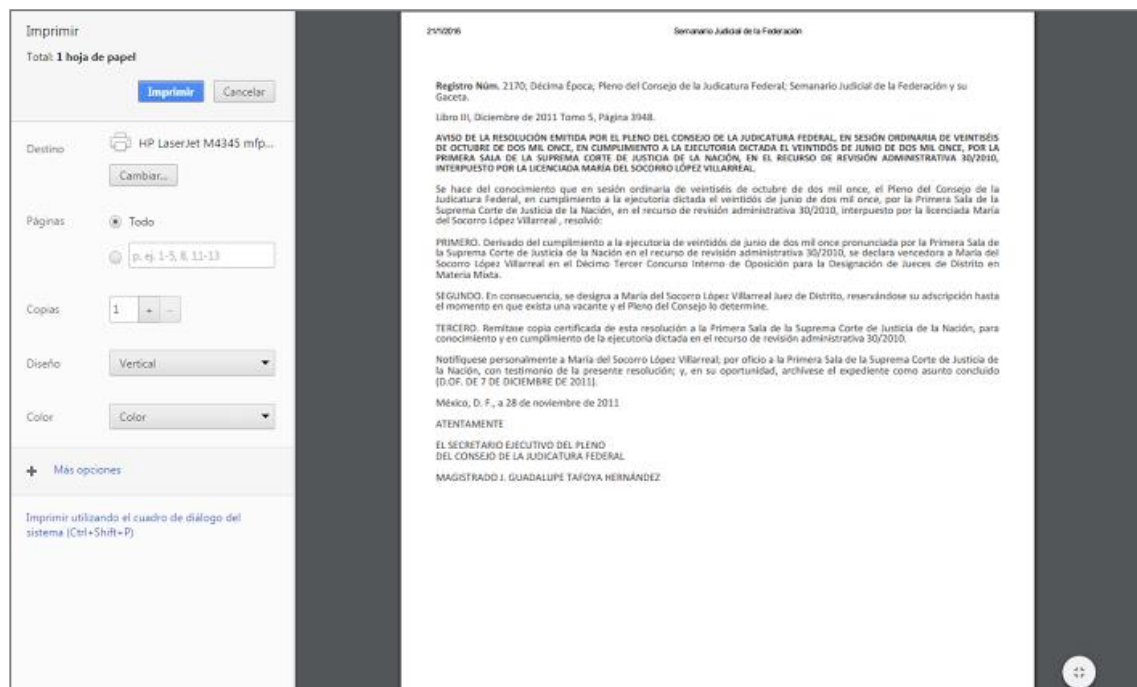 Imprimir
Total: 1 hoja de papel
Imprimir
Cancelar
Destino
HP LaserJet M4345 mfp...
Cambiar...
Páginas
Todo
p. ej. 1-5, 8, 11-13
Copias
1
+
-
Diseño
Vertical
Color
Color
+ Más opciones
Imprimir utilizando el cuadro de diálogo del
sistema (Ctrl+Shift+P)
21/1/2016
Semanario Judicial de la Federación
Registro Núm. 2170; Décima Época; Pleno del Consejo de la Judicatura Federal; Semanario Judicial de la Federación y su
Gaceta.
Libro III, Diciembre de 2011 Tomo 5, Página 3948.
AVISO DE LA RESOLUCIÓN EMITIDA POR EL PLENO DEL CONSEJO DE LA JUDICATURA FEDERAL, EN SESIÓN ORDINARIA DE VEINTISÉIS
DE OCTUBRE DE DOS MIL ONCE, EN CUMPLIMIENTO A LA EJECUTORIA DICTADA EL VEINTIDÓS DE JUNIO DE DOS MIL ONCE, POR LA
PRIMERA SALA DE LA SUPREMA CORTE DE JUSTICIA DE LA NACIÓN, EN EL RECURSO DE REVISIÓN ADMINISTRATIVA 30/2010,
INTERPUESTO POR LA LICENCIADA MARÍA DEL SOCORRO LÓPEZ VILLARREAL.
Se hace del conocimiento que en sesión ordinaria de veintiséis de octubre de dos mil once, el Pleno del Consejo de la
Judicatura Federal, en cumplimiento a la ejecutoria dictada el veintidós de junio de dos mil once, por la Primera Sala de la
Suprema Corte de Justicia de la Nación, en el recurso de revisión administrativa 30/2010, interpuesto por la licenciada María
del Socorro López Villarreal , resolvió:
PRIMERO. Derivado del cumplimiento a la ejecutoria de veintidós de junio de dos mil once pronunciada por la Primera Sala de
la Suprema Corte de Justicia de la Nación en el recurso de revisión administrativa 30/2010, se declara vencedora a María del
Socorro López Villarreal en el Décimo Tercer Concurso Interno de Oposición para la Designación de Jueces de Distrito en
Materia Mixta.
SEGUNDO. En consecuencia, se designa a María del Socorro López Villarreal Juez de Distrito, reservándose su adscripción hasta
el momento en que exista una vacante y el Pleno del Consejo lo determine.
TERCERO. Remítase copia certificada de esta resolución a la Primera Sala de la Suprema Corte de Justicia de la Nación, para
conocimiento y en cumplimiento de la ejecutoria dictada en el recurso de revisión administrativa 30/2010.
Notifíquese personalmente a María del Socorro López Villarreal; por oficio a la Primera Sala de la Suprema Corte de Justicia de
la Nación, con testimonio de la presente resolución; y, en su oportunidad, archívese el expediente como asunto concluido
(D.OF. DE 7 DE DICIEMBRE DE 2011).
México, D. F., a 28 de noviembre de 2011
ATENTAMENTE
EL SECRETARIO EJECUTIVO DEL PLENO
DEL CONSEJO DE LA JUDICATURA FEDERAL
MAGISTRADO J. GUADALUPE TAFOYA HERNÁNDEZ